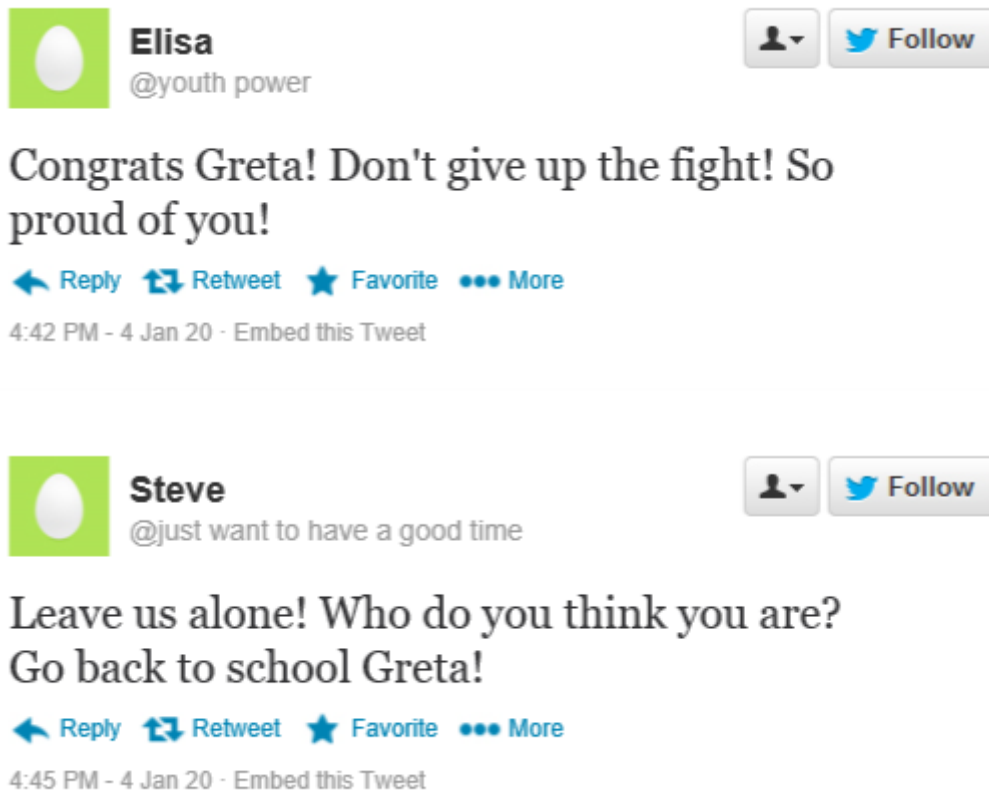 Elisa
Follow
@youth power
Congrats Greta! Don't give up the fight! So
proud of you!
Reply Retweet Favorite More
4:42 PM - 4 Jan 20 · Embed this Tweet
Steve
Follow
@just want to have a good time
Leave us alone! Who do you think you are?
Go back to school Greta!
Reply Retweet Favorite More
4:45 PM - 4 Jan 20 · Embed this Tweet